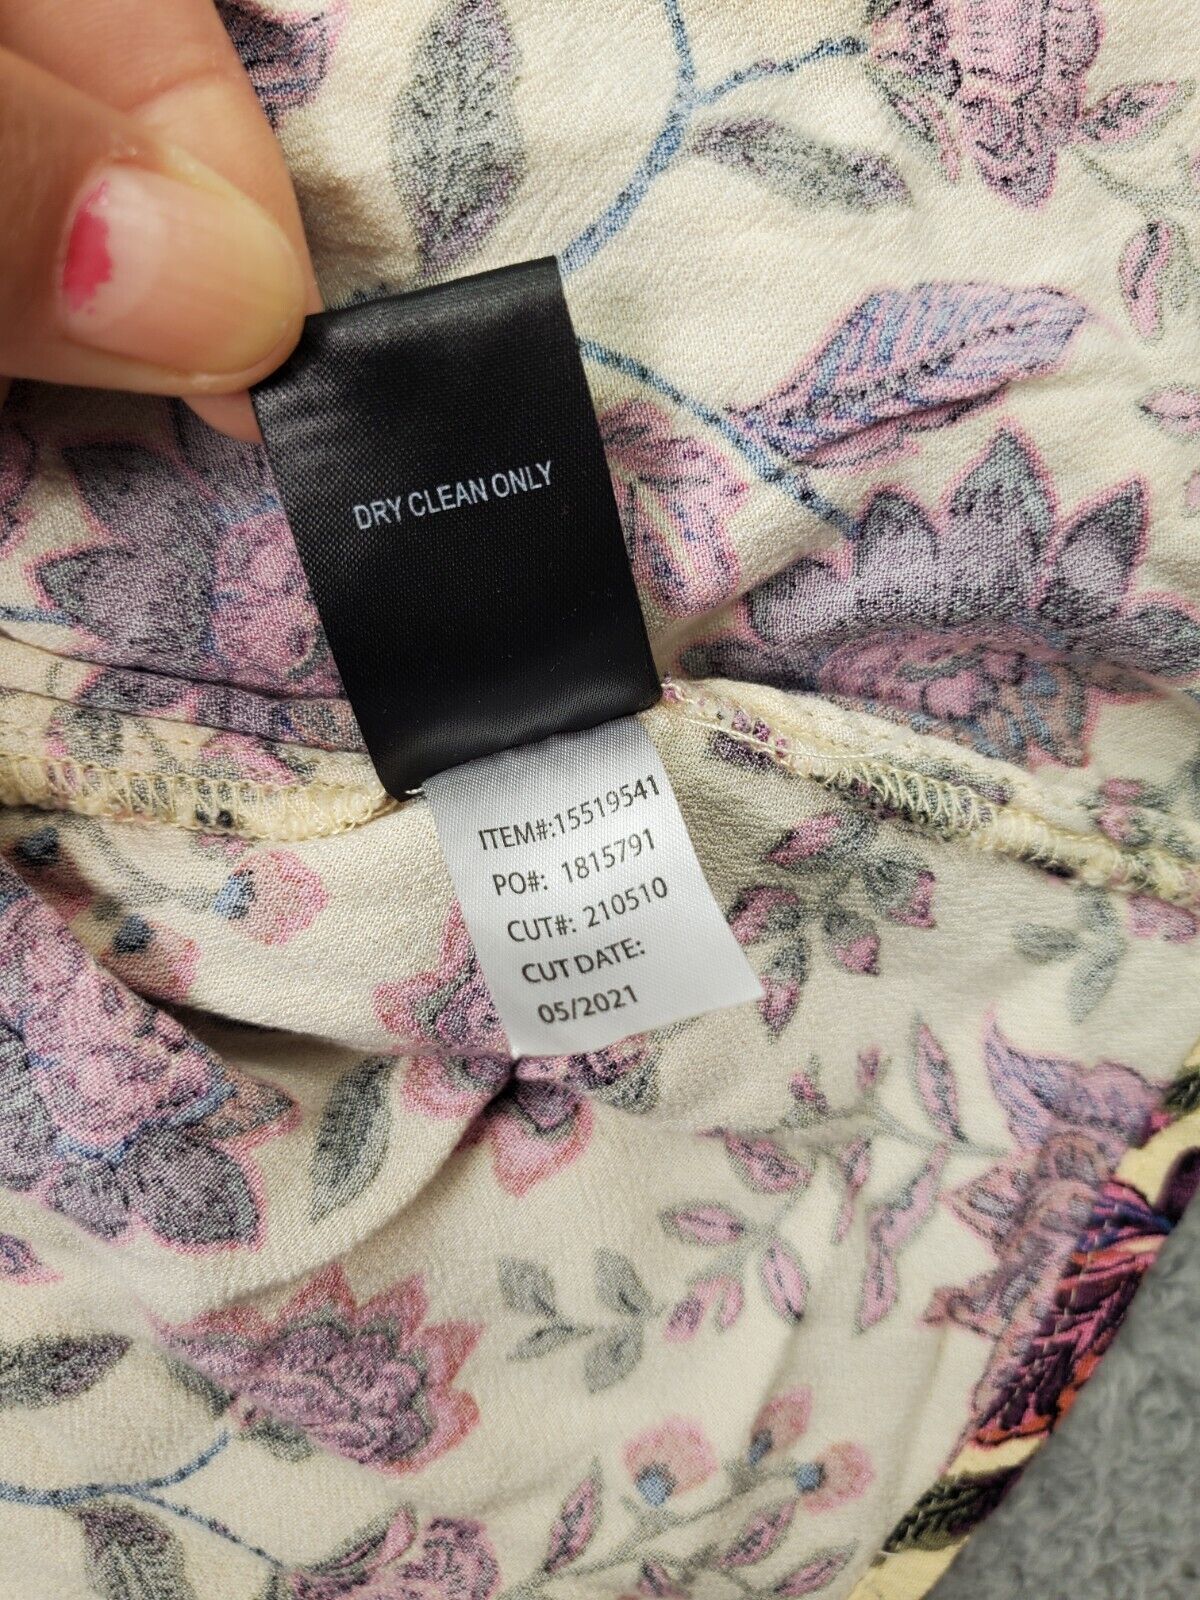 DRY CLEAN ONLY
ITEM#:15519541
PO#: 1815791
CUT#: 210510
CUT DATE:
05/2021